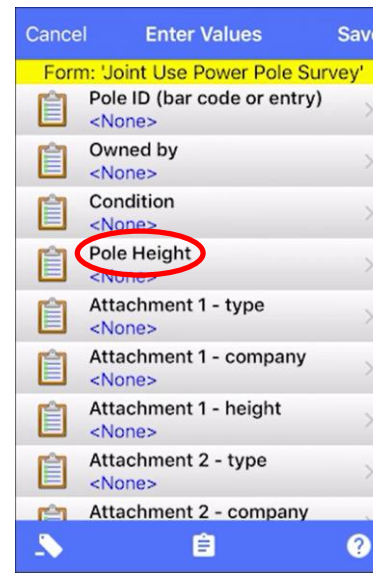 Cancel Enter Values Save
Form: 'Joint Use Power Pole Survey'
Pole ID (bar code or entry)
<None>
Owned by
<None>
Condition
<None>
Pole Height
<None>
Attachment 1 - type
<None>
Attachment 1 - company
<None>
Attachment 1 - height
<None>
Attachment 2 - type
<None>
Attachment 2 - company
?